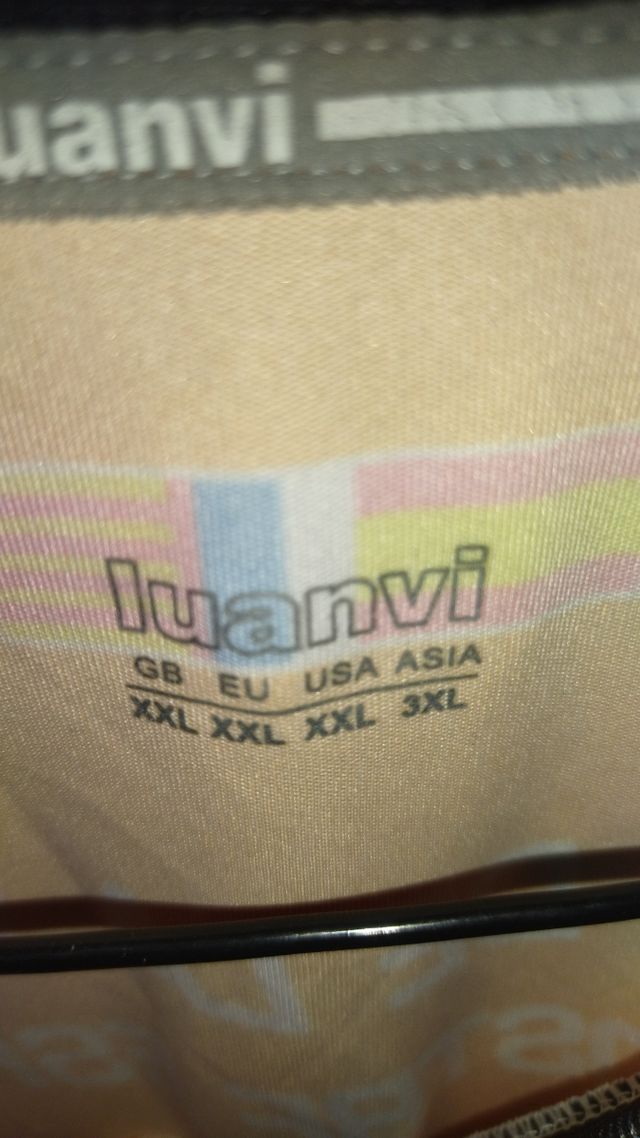 uanvi
luanvi
GB EU USA ASIA
XXL XXL XXL 3XL